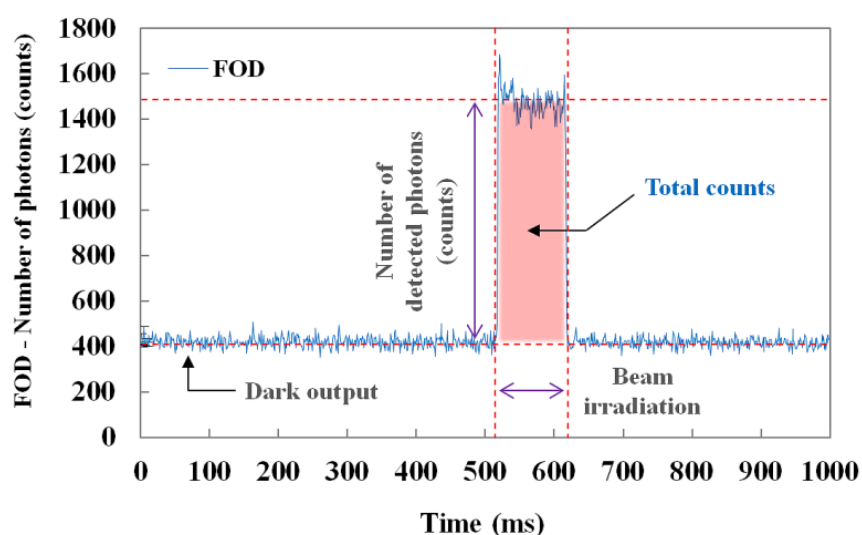 FOD - Number of photons (counts)
1800
1600
1400
1200
1000
800
600
400
200
0
FOD
Number of
detected photons
(counts)
Total counts
Dark output
Beam
irradiation
0 100 200 300 400 500 600 700 800 900 1000
Time (ms)